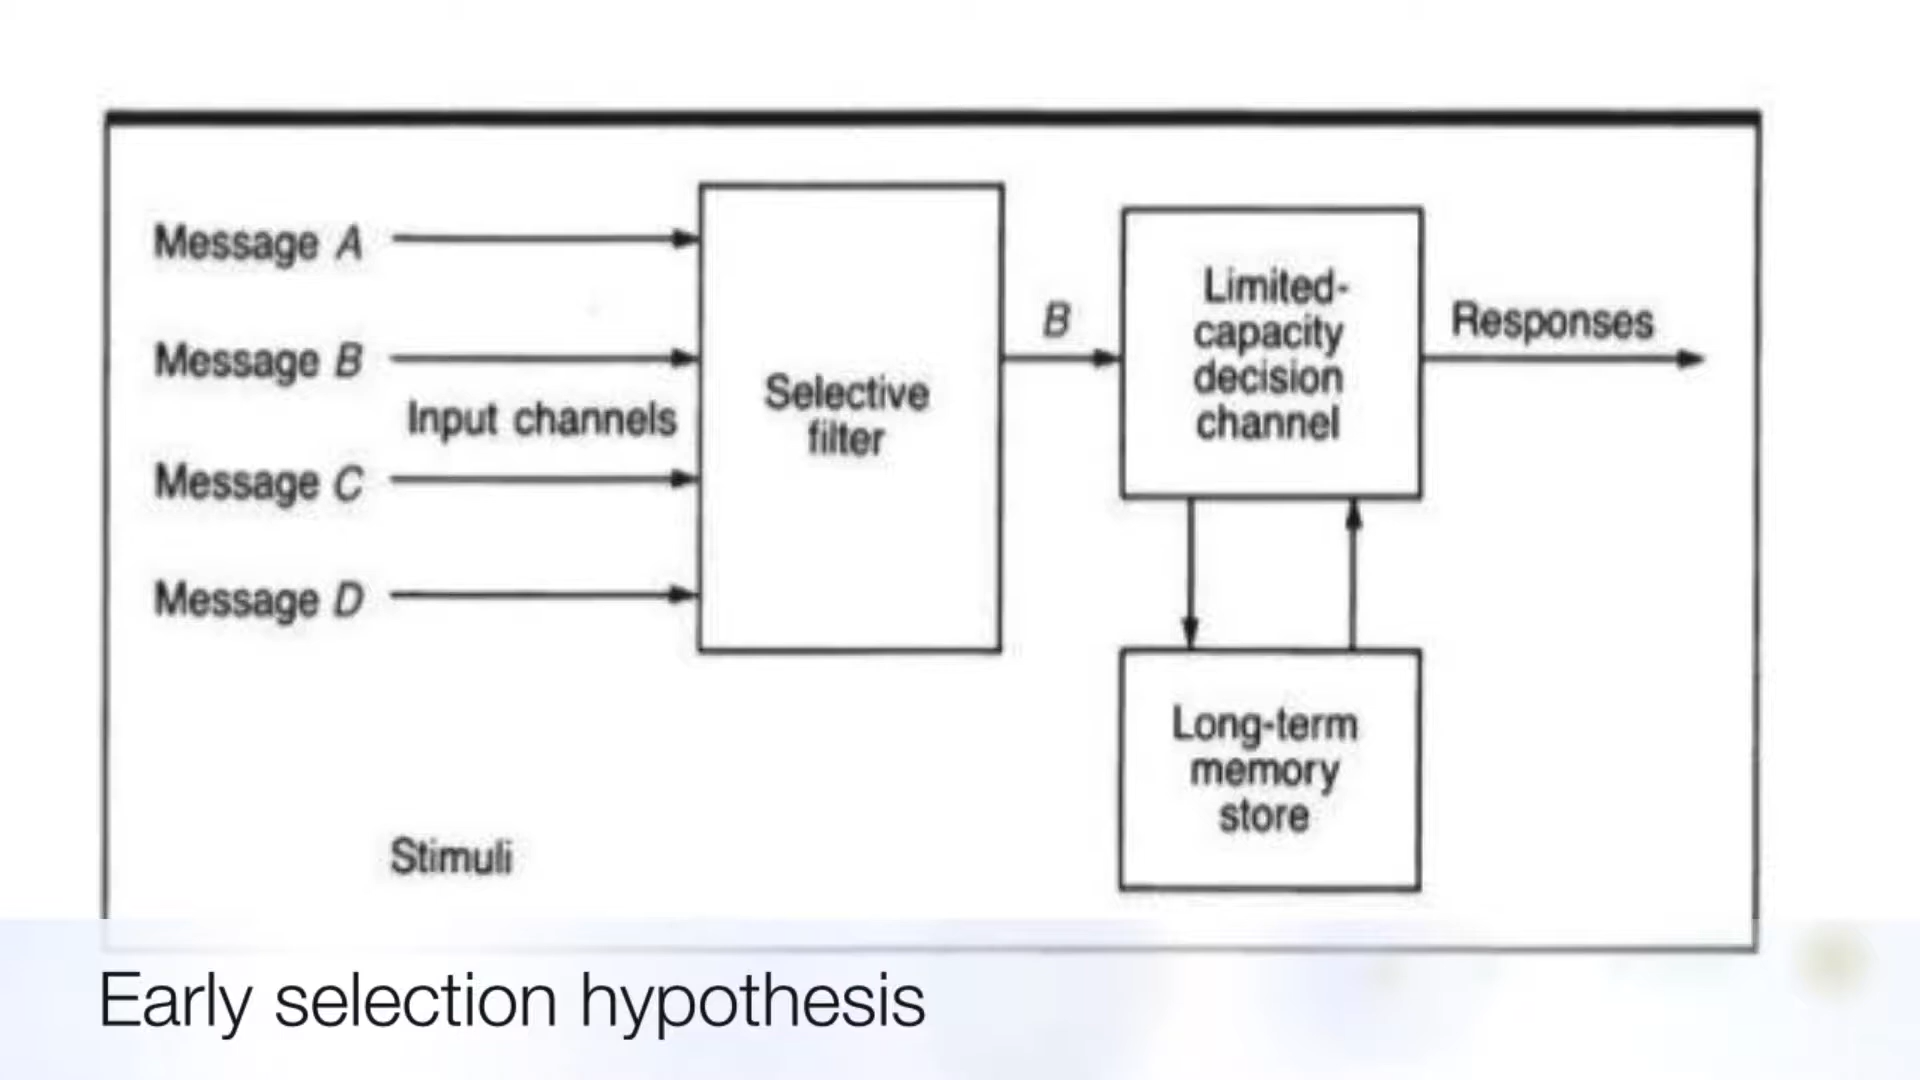 Message A
Message B
Input channels
Message C
Message D
Selective
filter
B
Limited-
capacity
decision
channel
Responses
Long-term
memory
store
Stimuli
Early selection hypothesis